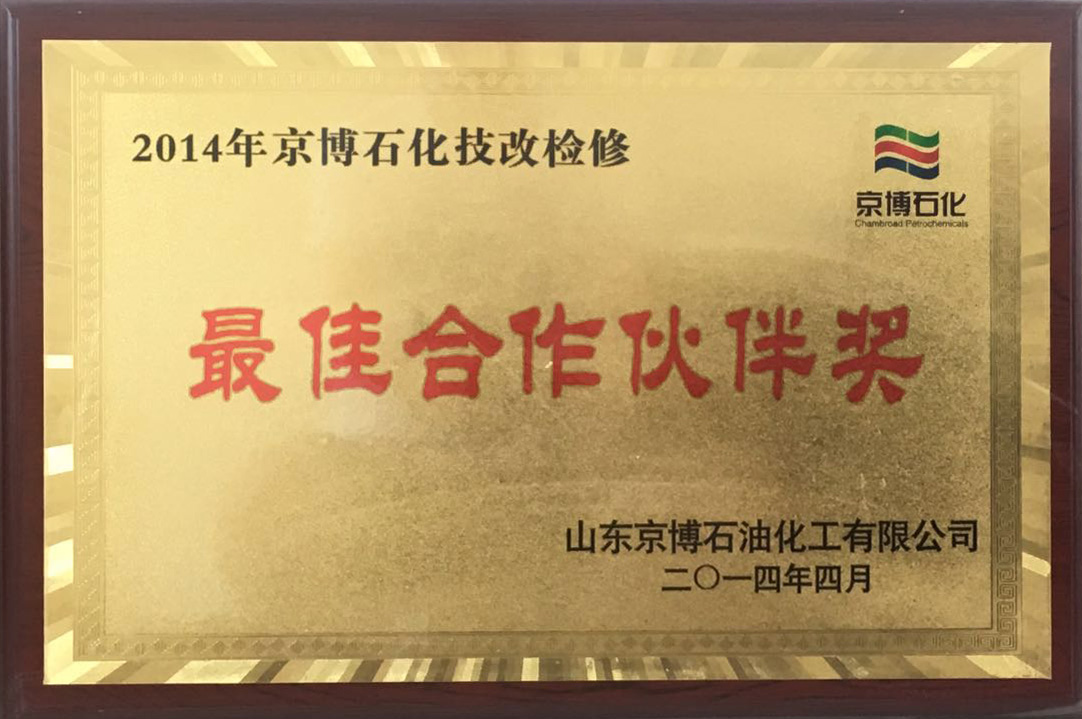 2014年京博石化技改检修
京博石化
Chambroad Petrochemicals
最佳合作伙伴奖
山东京博石油化工有限公司
二〇一四年四月